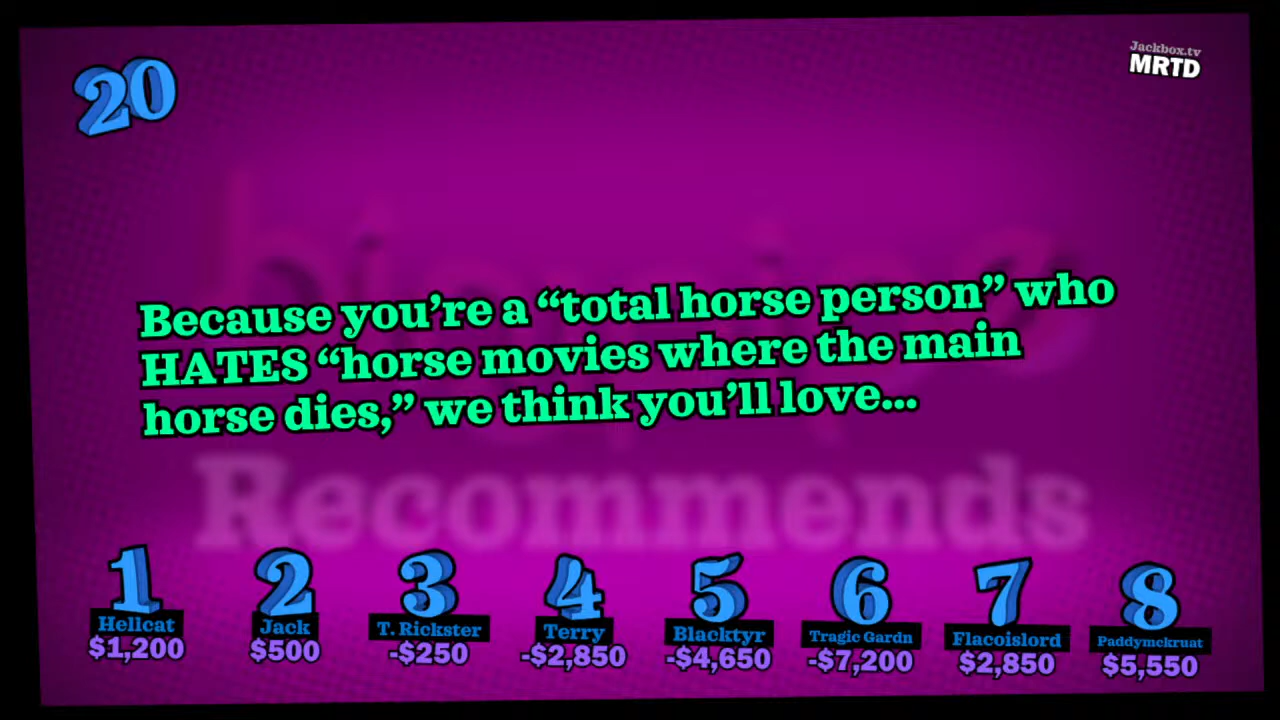 Jackbox.tv
MRTD
20
Because you're a “total horse person” who
HATES “horse movies where the main
horse dies,” we think you'll love...
Recommends
1 2 3 4 5 6 7 8
Hellcat Jack T. Rickster Terry Blacktyr Tragic Gardn Flacoislord Paddymckruat
$1,200 $500 -$250 -$2,850 -$4,650 -$7,200 $2,850 $5,550